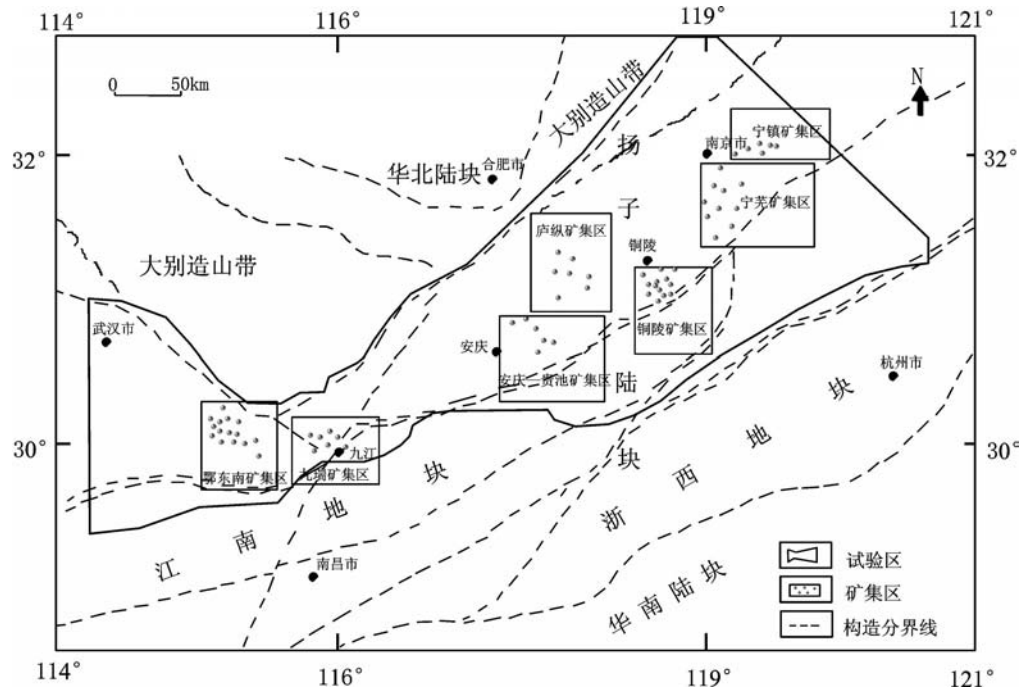 114°
116°
119°
121°
0 50km
N
大别造山带
扬
宁镇矿集区
南京市
32°
32°
合肥市
华北陆块
子
宁芜矿集区
庐枞矿集区
铜陵
大别造山带
武汉市
铜陵矿集区
安庆
杭州市
安庆—贵池矿集区
陆
块
30°
30°
九江
鄂东南矿集区
九瑞矿集区
块
块
地
地
西
南
浙
江
南昌市
华南陆块
试验区
矿集区
构造分界线
114°
116°
119°
121°